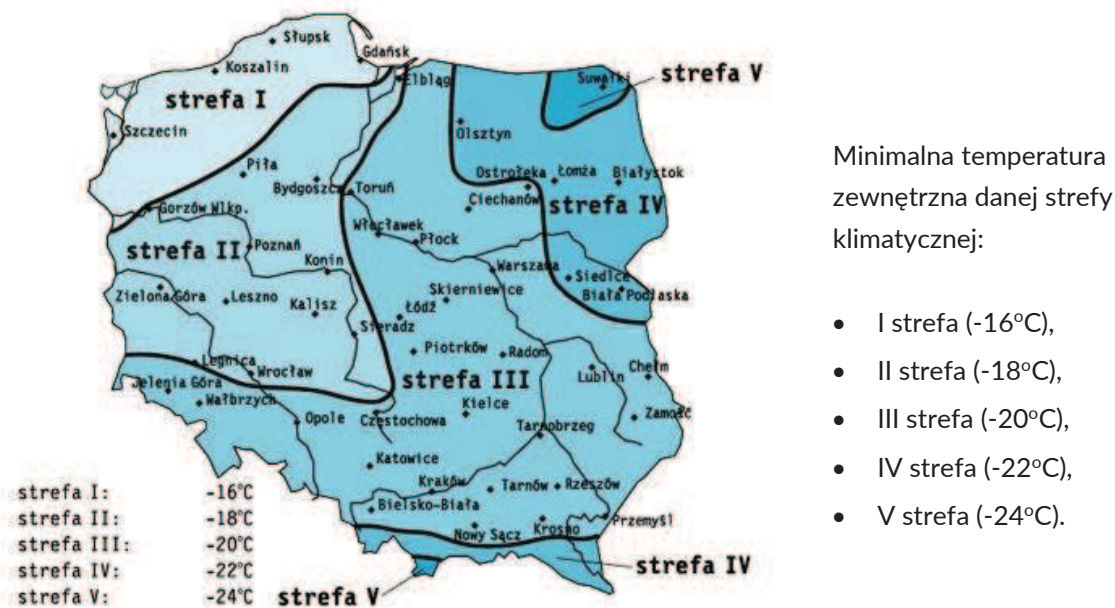 Słupsk
Gdańsk
Koszalin
Elbląg
Suwałki
strefa V
strefa I
Szczecin
Olsztyn
Piła
Ostrołęka
Łomża
Białystok
Bydgoszcz
Toruń
Ciechanów
strefa IV
Gorzów Wlkp.
Włocławek
strefa II
Poznań
Płock
Konin
Warszawa
Siedlce
Zielona Góra
Leszno
Skierniewice
Biała Podlaska
Kalisz
Łódź
Sieradz
Piotrków
Radom
Legnica
Chełm
Wrocław
strefa III
Lublin
Jelenia Góra
Wałbrzych
Kielce
Zamość
Opole
Częstochowa
Tarnobrzeg
Katowice
Kraków
Tarnów
Rzeszów
Bielsko-Biała
Nowy Sącz
Krosno
Przemyśl
strefa IV
strefa V
strefa I: -16°C
strefa II: -18°C
strefa III: -20°C
strefa IV: -22°C
strefa V: -24°C
Minimalna temperatura
zewnętrzna danej strefy
klimatycznej:
• I strefa (-16°C),
• II strefa (-18°C),
• III strefa (-20°C),
• IV strefa (-22°C),
• V strefa (-24°C).